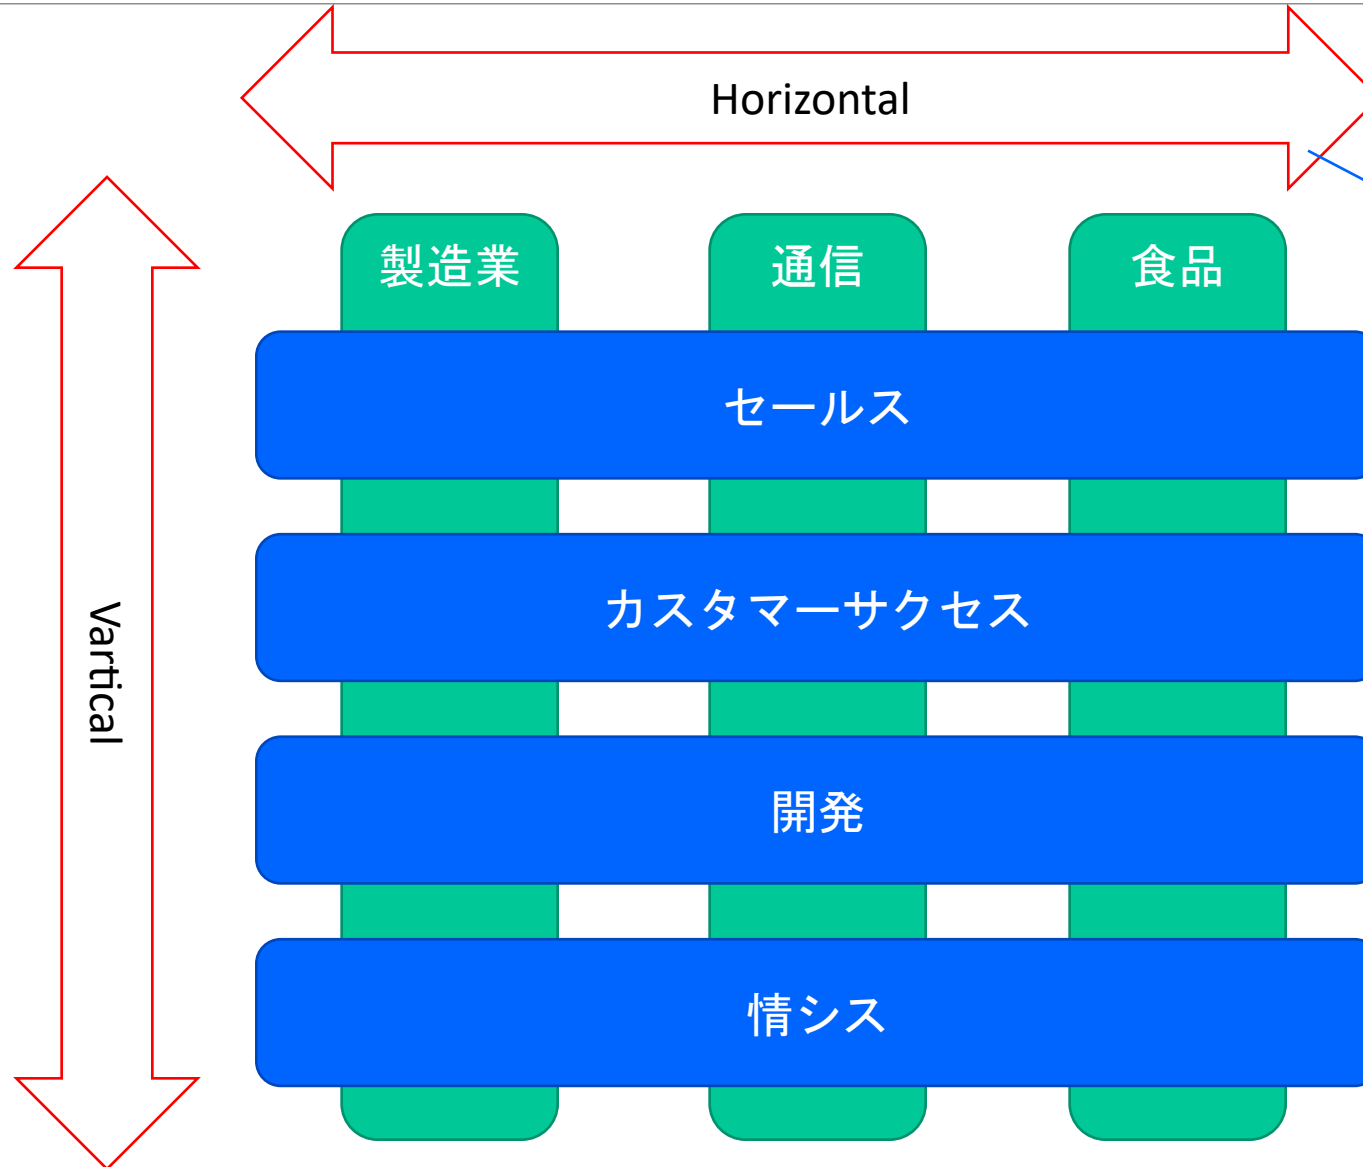 Horizontal
Vartical
製造業
通信
食品
セールス
カスタマーサクセス
開発
情シス